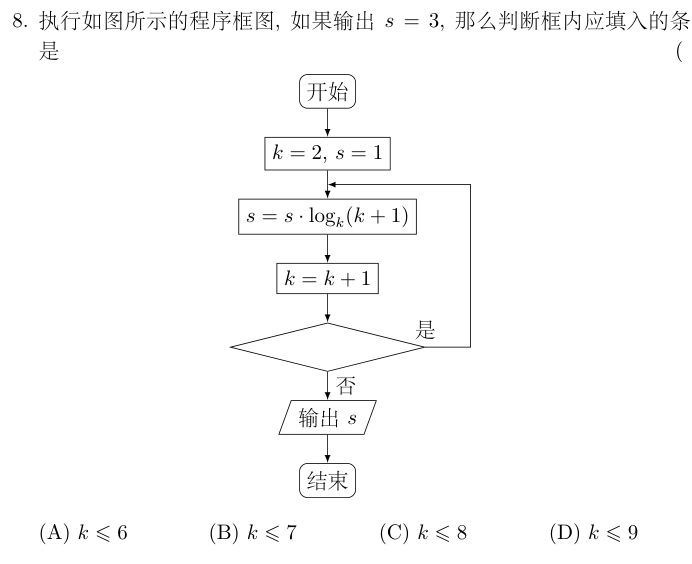 8. 执行如图所示的程序框图, 如果输出 s = 3, 那么判断框内应填入的条
是 (
开始
k = 2, s = 1
s = s · logₖ(k + 1)
k = k + 1
是
否
输出 s
结束
(A) k ⩽ 6 (B) k ⩽ 7 (C) k ⩽ 8 (D) k ⩽ 9